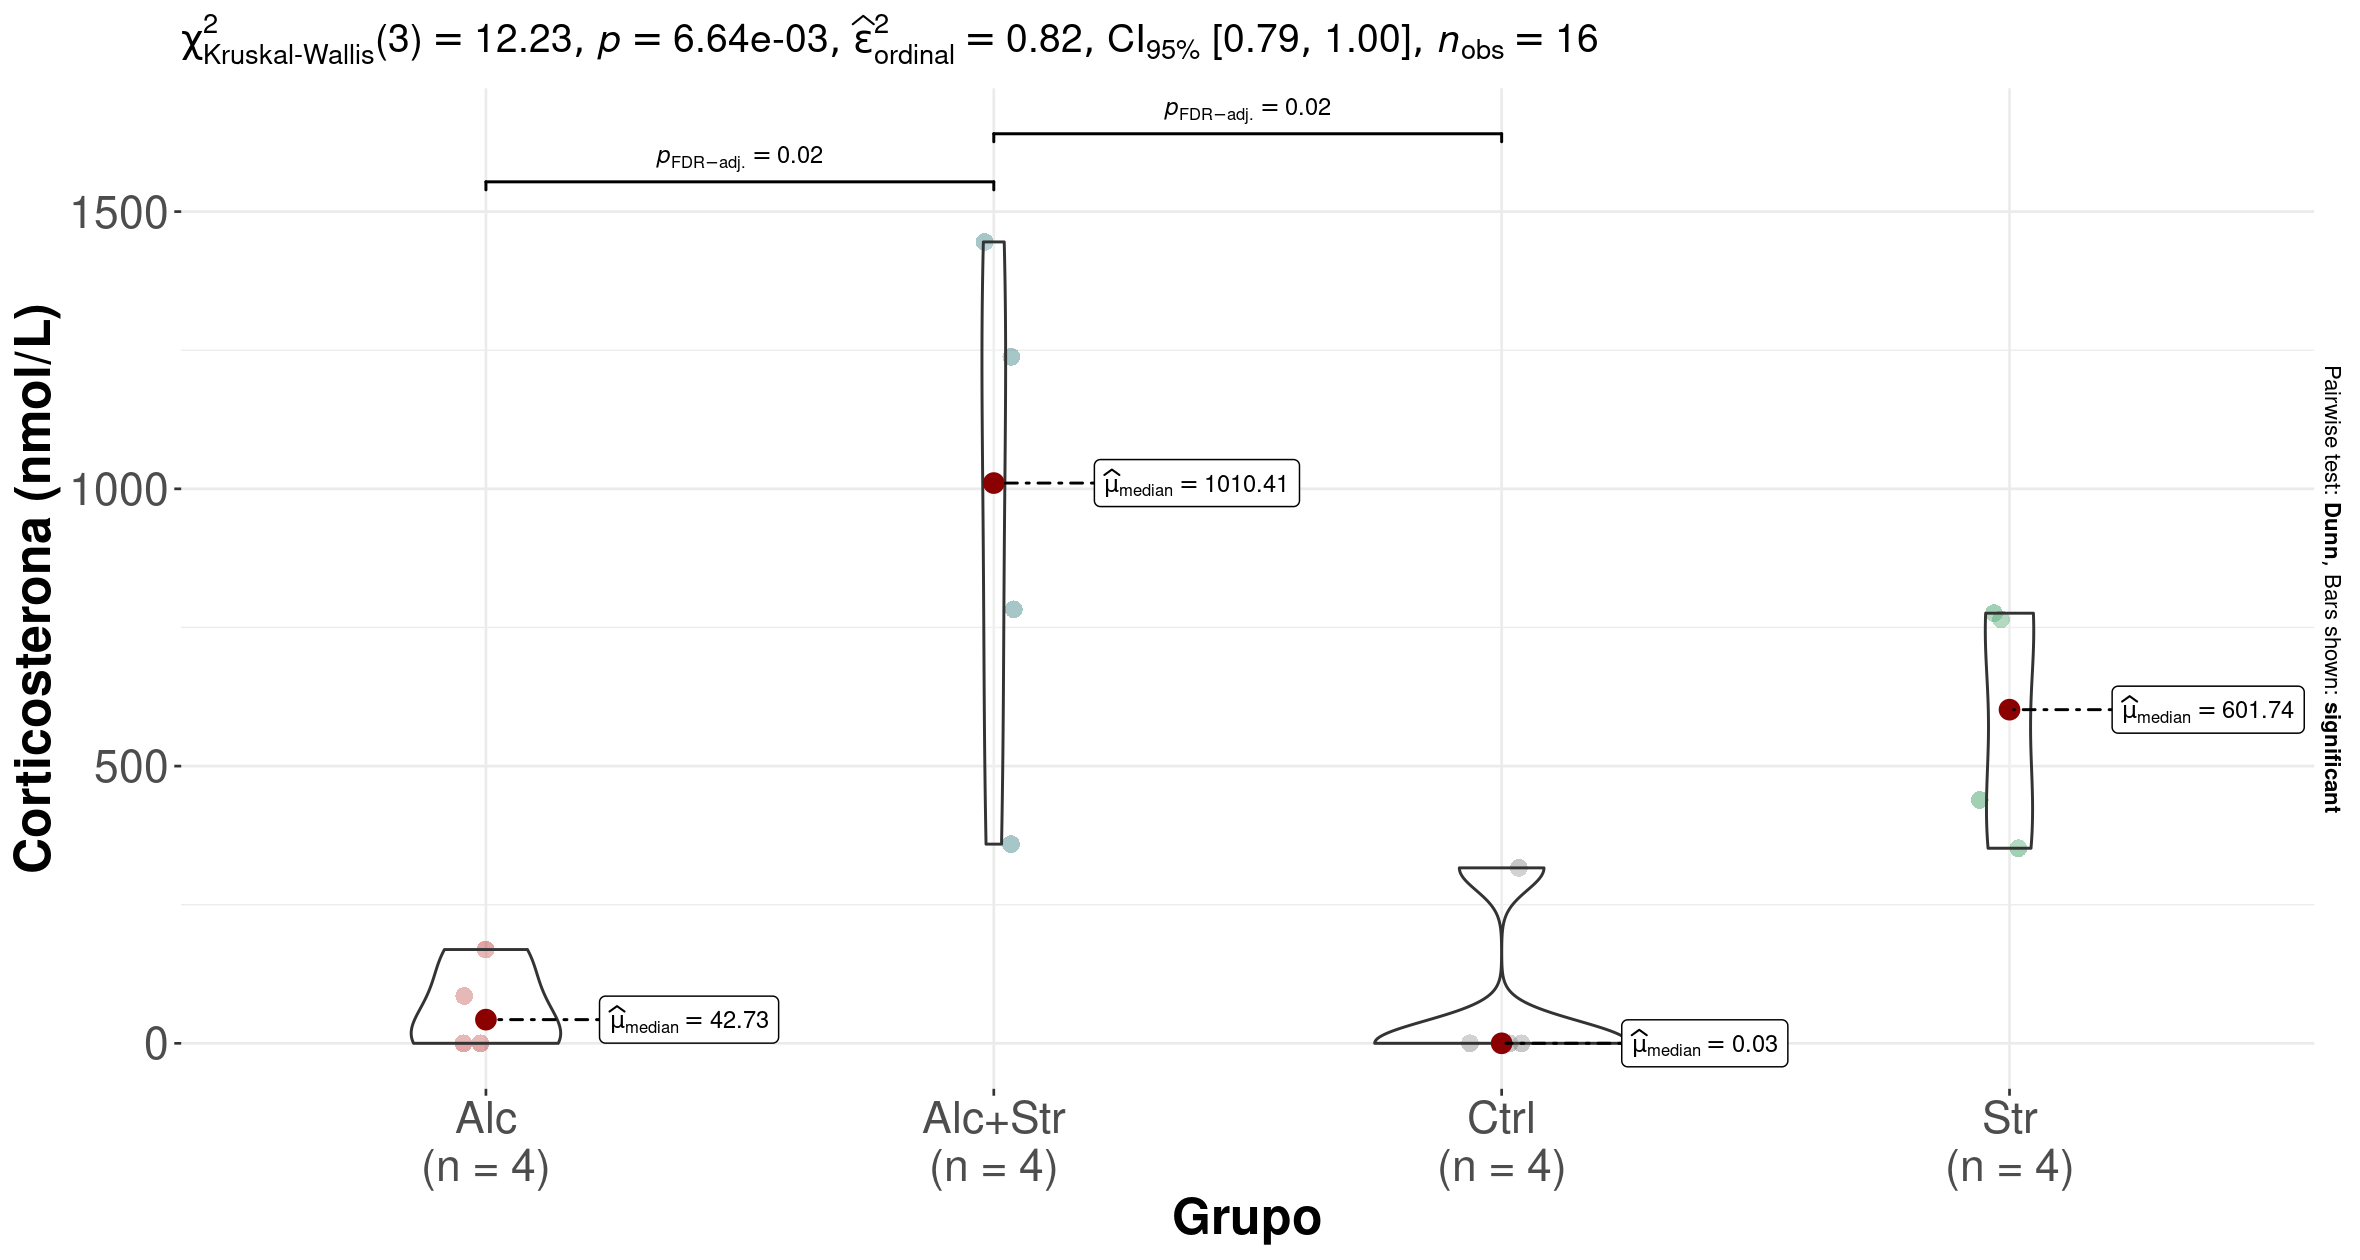 χ²Kruskal-Wallis(3) = 12.23, p = 6.64e-03, ε̂²ordinal = 0.82, CI95% [0.79, 1.00], nobs = 16
pFDR−adj. = 0.02
pFDR−adj. = 0.02
1500
1000
500
0
Corticosterona (nmol/L)
μ̂median = 1010.41
μ̂median = 601.74
μ̂median = 42.73
μ̂median = 0.03
Pairwise test: Dunn, Bars shown: significant
Alc
(n = 4)
Alc+Str
(n = 4)
Ctrl
(n = 4)
Str
(n = 4)
Grupo